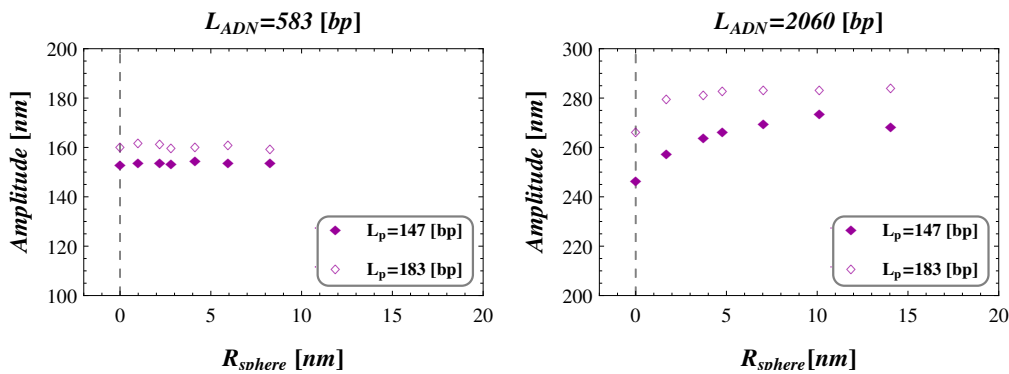 L_ADN=583 [bp]
200
180
160
140
120
100
Amplitude [nm]
0
5
10
15
20
R_sphere [nm]
L_p=147 [bp]
L_p=183 [bp]
L_ADN=2060 [bp]
300
280
260
240
220
200
Amplitude [nm]
0
5
10
15
20
R_sphere[nm]
L_p=147 [bp]
L_p=183 [bp]